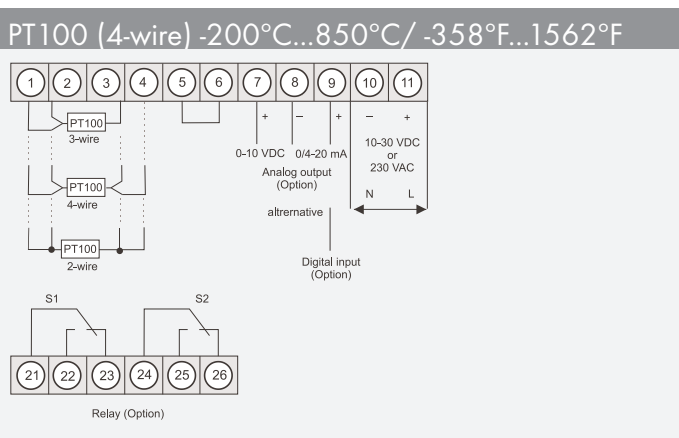 PT100 (4-wire) -200°C...850°C/ -358°F...1562°F
1 2 3 4 5 6 7 8 9 10 11
+ − + − +
PT100
3-wire
0-10 VDC 0/4-20 mA
Analog output
(Option)
10-30 VDC
or
230 VAC
PT100
4-wire
N L
altrernative
PT100
2-wire
Digital input
(Option)
S1 S2
21 22 23 24 25 26
Relay (Option)